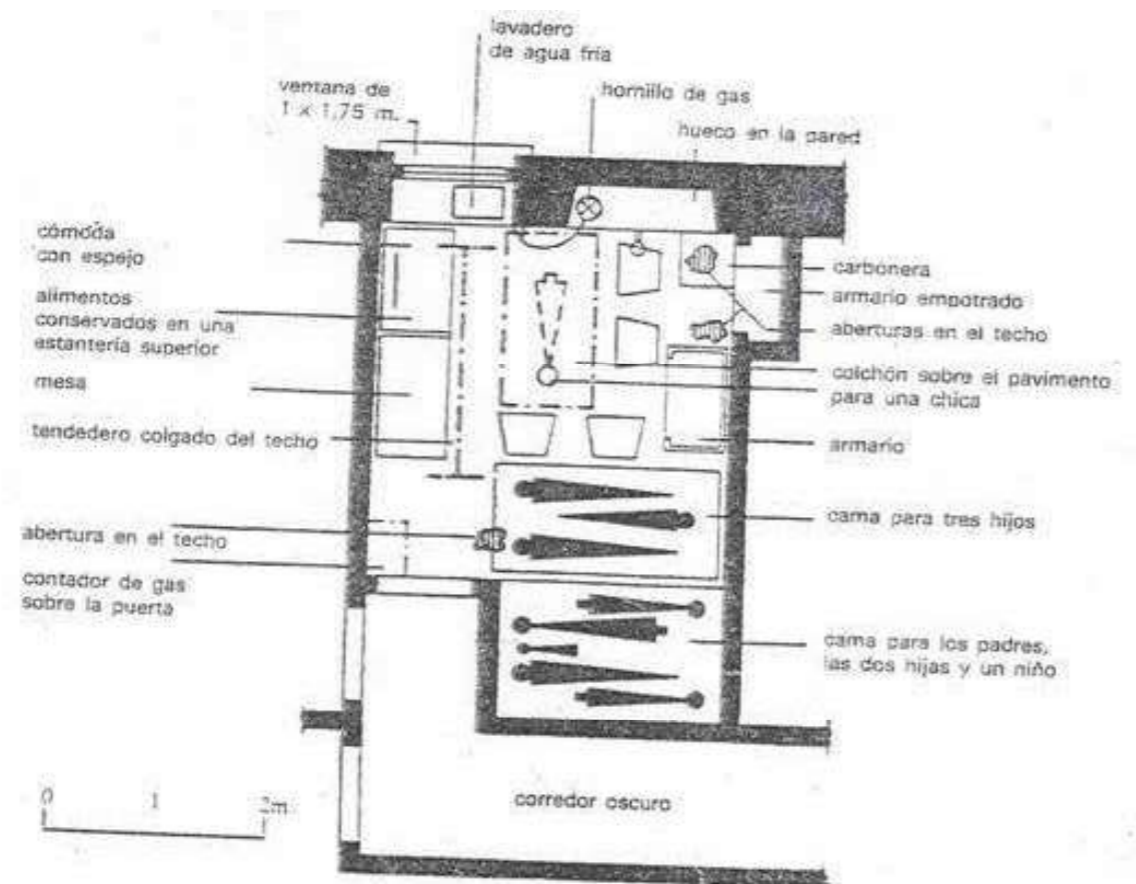 lavadero
de agua fría
ventana de
1 x 1,75 m.
hornillo de gas
hueco en la pared
cómoda
con espejo
alimentos
conservados en una
estantería superior
mesa
tendedero colgado del techo
abertura en el techo
contador de gas
sobre la puerta
carbonera
armario empotrado
aberturas en el techo
colchón sobre el pavimento
para una chica
armario
cama para tres hijos
cama para los padres,
las dos hijas y un niño
corredor oscuro
0 1 2m